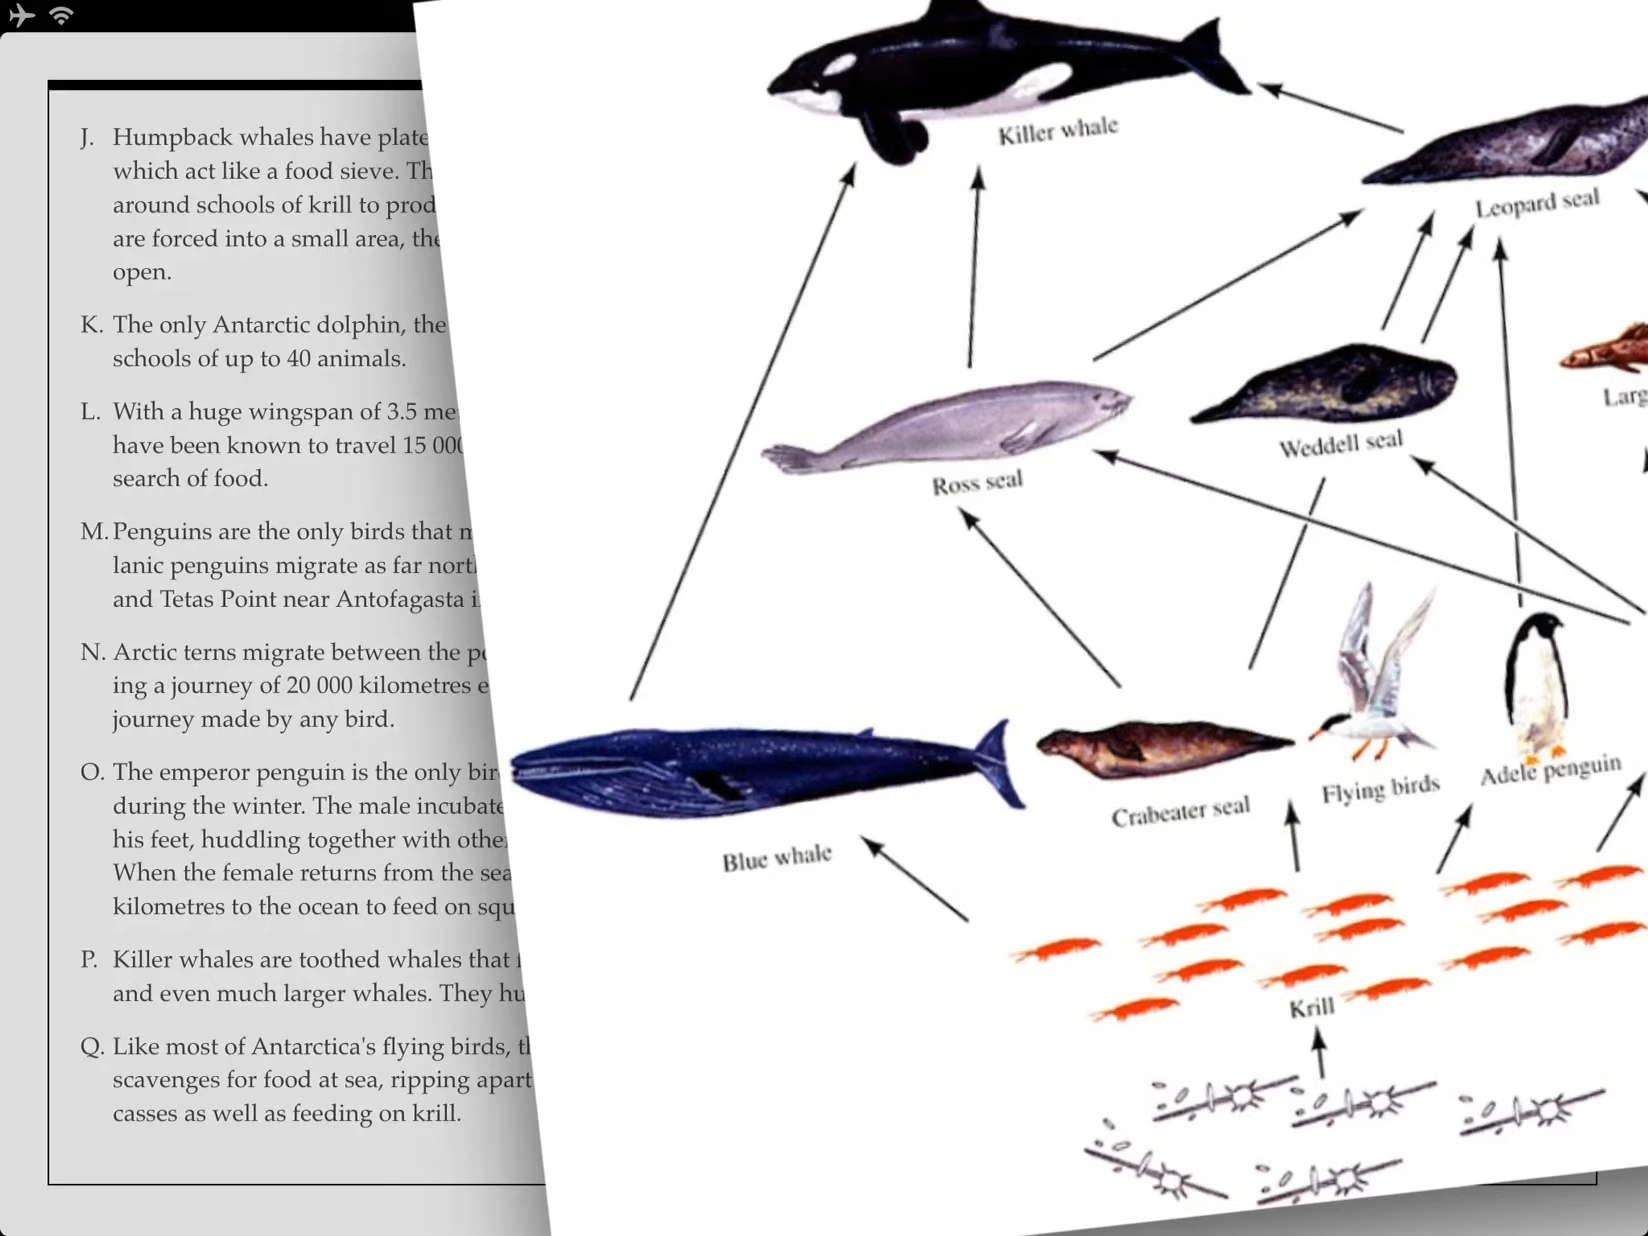 J. Humpback whales have plate
which act like a food sieve. Th
around schools of krill to prod
are forced into a small area, the
open.
K. The only Antarctic dolphin, the
schools of up to 40 animals.
L. With a huge wingspan of 3.5 me
have been known to travel 15 000
search of food.
M. Penguins are the only birds that m
lanic penguins migrate as far nort
and Tetas Point near Antofagasta i
N. Arctic terns migrate between the po
ing a journey of 20 000 kilometres e
journey made by any bird.
O. The emperor penguin is the only bir
during the winter. The male incubate
his feet, huddling together with othe
When the female returns from the sea
kilometres to the ocean to feed on squ
P. Killer whales are toothed whales that
and even much larger whales. They hu
Q. Like most of Antarctica's flying birds, th
scavenges for food at sea, ripping apart
casses as well as feeding on krill.
Killer whale
Leopard seal
Larg
Weddell seal
Ross seal
Adele penguin
Flying birds
Crabeater seal
Blue whale
Krill